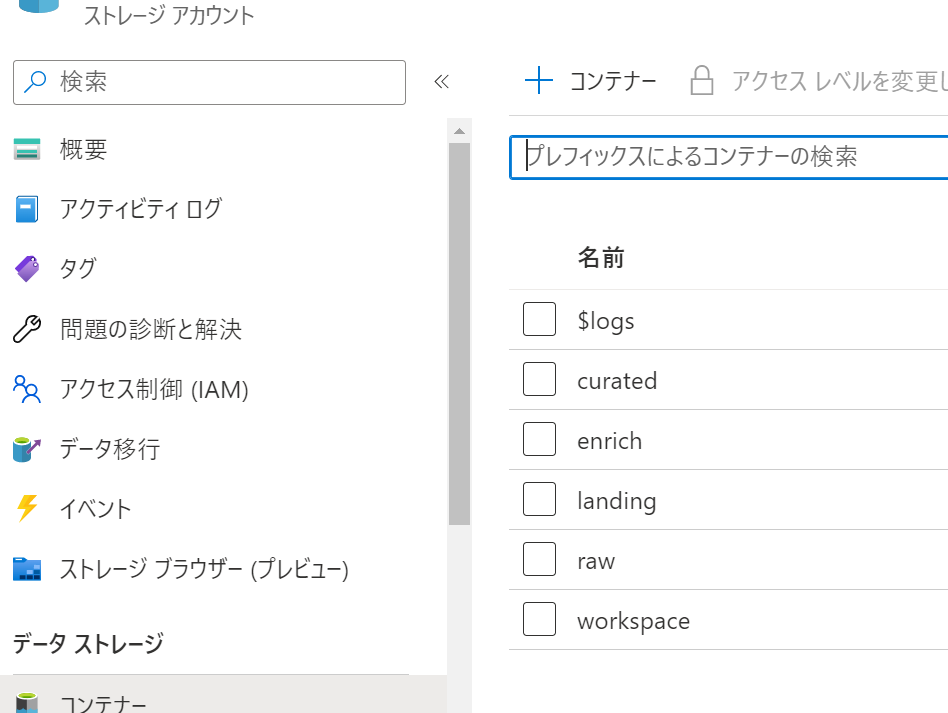 ストレージ アカウント
検索
概要
アクティビティ ログ
タグ
問題の診断と解決
アクセス制御 (IAM)
データ移行
イベント
ストレージ ブラウザー (プレビュー)
データ ストレージ
コンテナー
コンテナー
アクセス レベルを変更し
プレフィックスによるコンテナーの検索
名前
$logs
curated
enrich
landing
raw
workspace